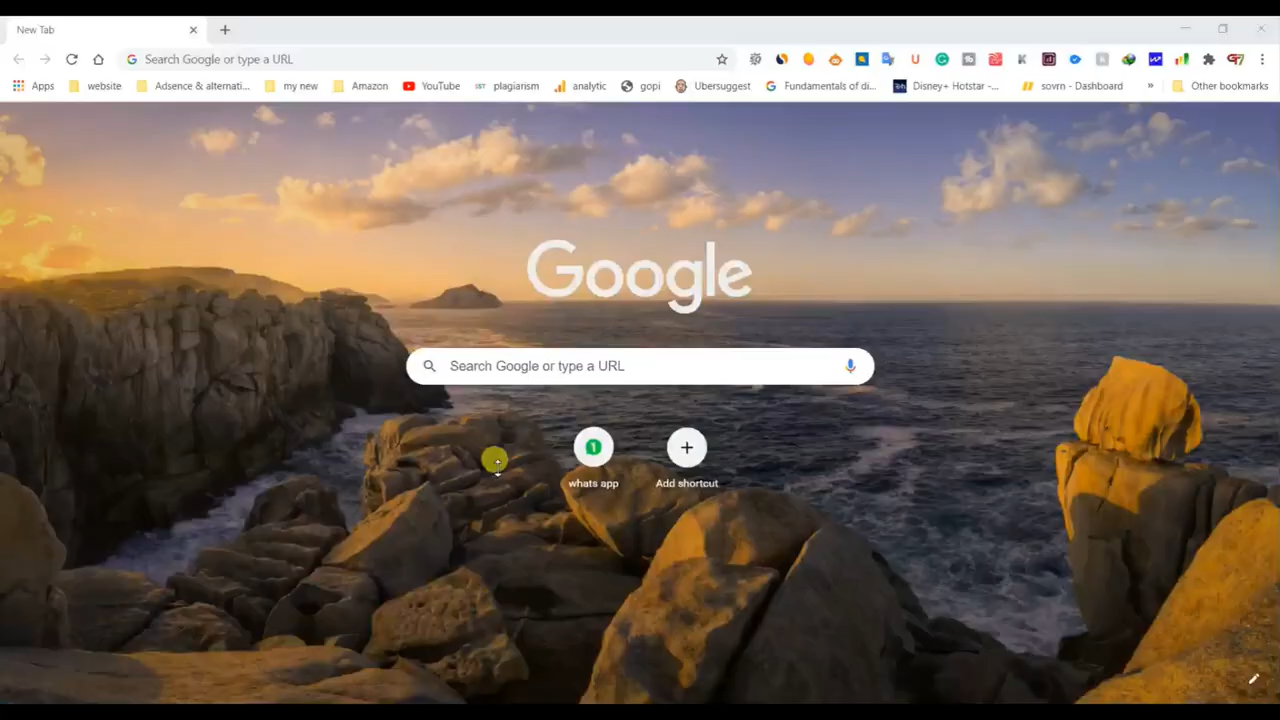 New Tab
Search Google or type a URL
Apps website Adsence & alternati... my new Amazon YouTube SST plagiarism analytic gopi Ubersuggest Fundamentals of di... Disney+ Hotstar -... sovrn - Dashboard » Other bookmarks
Google
Search Google or type a URL
whats app Add shortcut